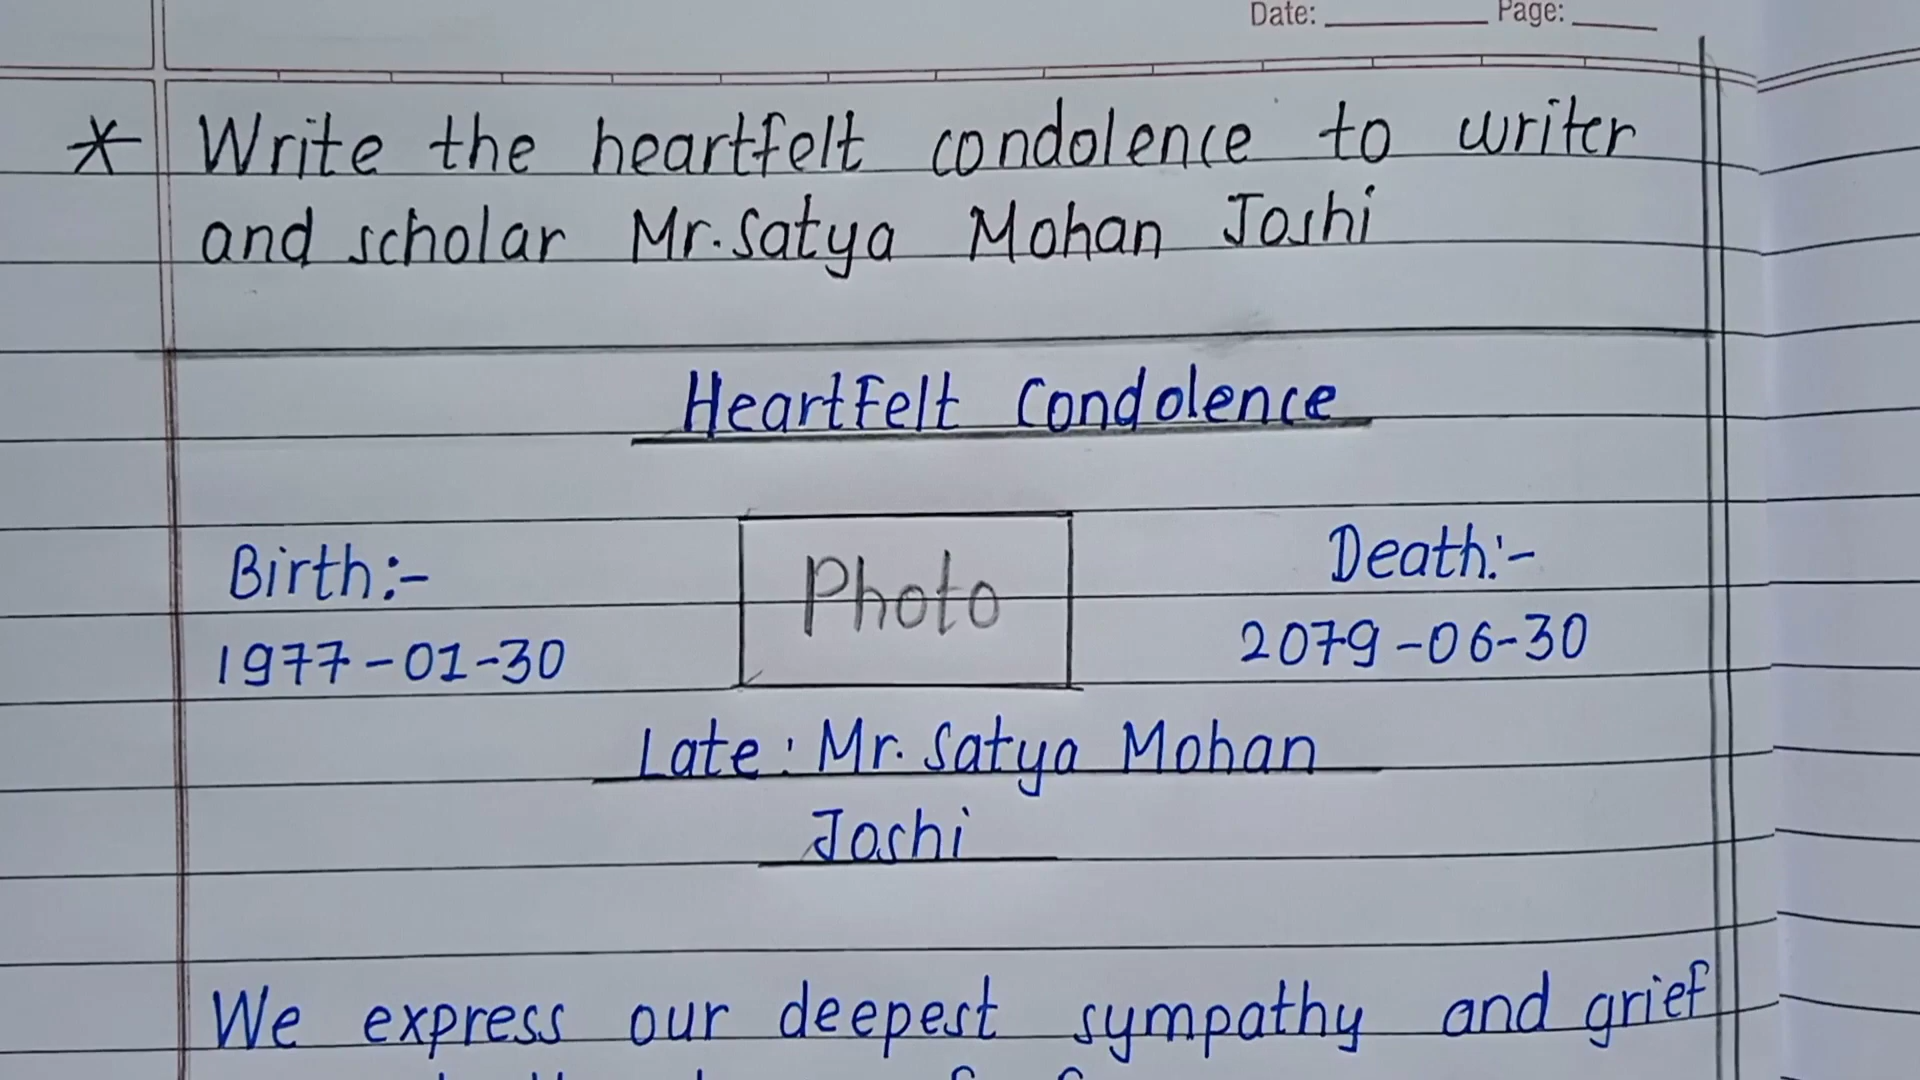 Date: Page:
* Write the heartfelt condolence to writer
and scholar Mr. Satya Mohan Joshi
Heartfelt Condolence
Birth:-
1977-01-30
Photo
Death:-
2079-06-30
Late: Mr. Satya Mohan
Joshi
We express our deepest sympathy and grief